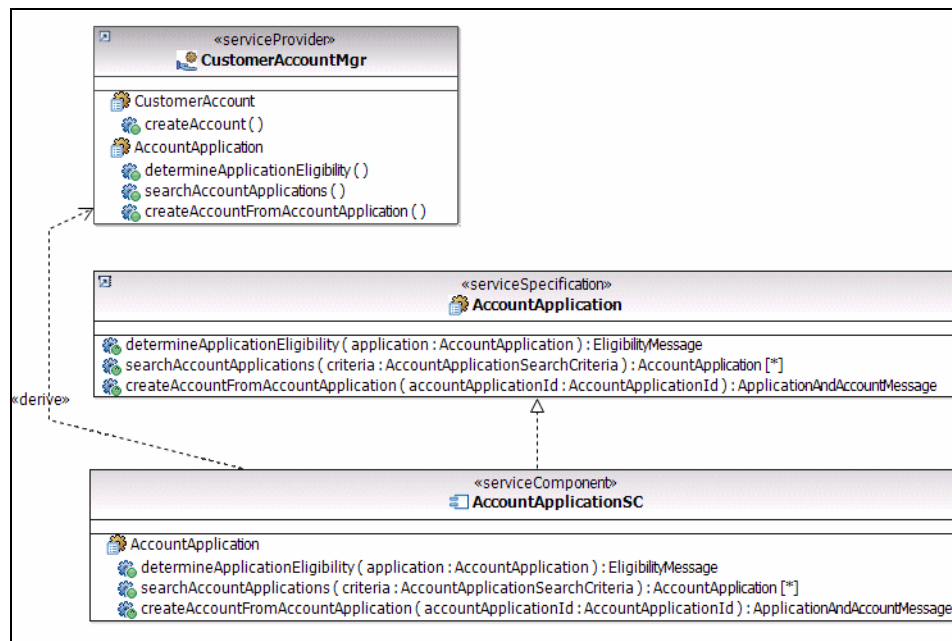 «serviceProvider»
CustomerAccountMgr
CustomerAccount
createAccount ( )
AccountApplication
determineApplicationEligibility ( )
searchAccountApplications ( )
createAccountFromAccountApplication ( )
«serviceSpecification»
AccountApplication
determineApplicationEligibility ( application : AccountApplication ) : EligibilityMessage
searchAccountApplications ( criteria : AccountApplicationSearchCriteria ) : AccountApplication [*]
createAccountFromAccountApplication ( accountApplicationId : AccountApplicationId ) : ApplicationAndAccountMessage
«derive»
«serviceComponent»
AccountApplicationSC
AccountApplication
determineApplicationEligibility ( application : AccountApplication ) : EligibilityMessage
searchAccountApplications ( criteria : AccountApplicationSearchCriteria ) : AccountApplication [*]
createAccountFromAccountApplication ( accountApplicationId : AccountApplicationId ) : ApplicationAndAccountMessage